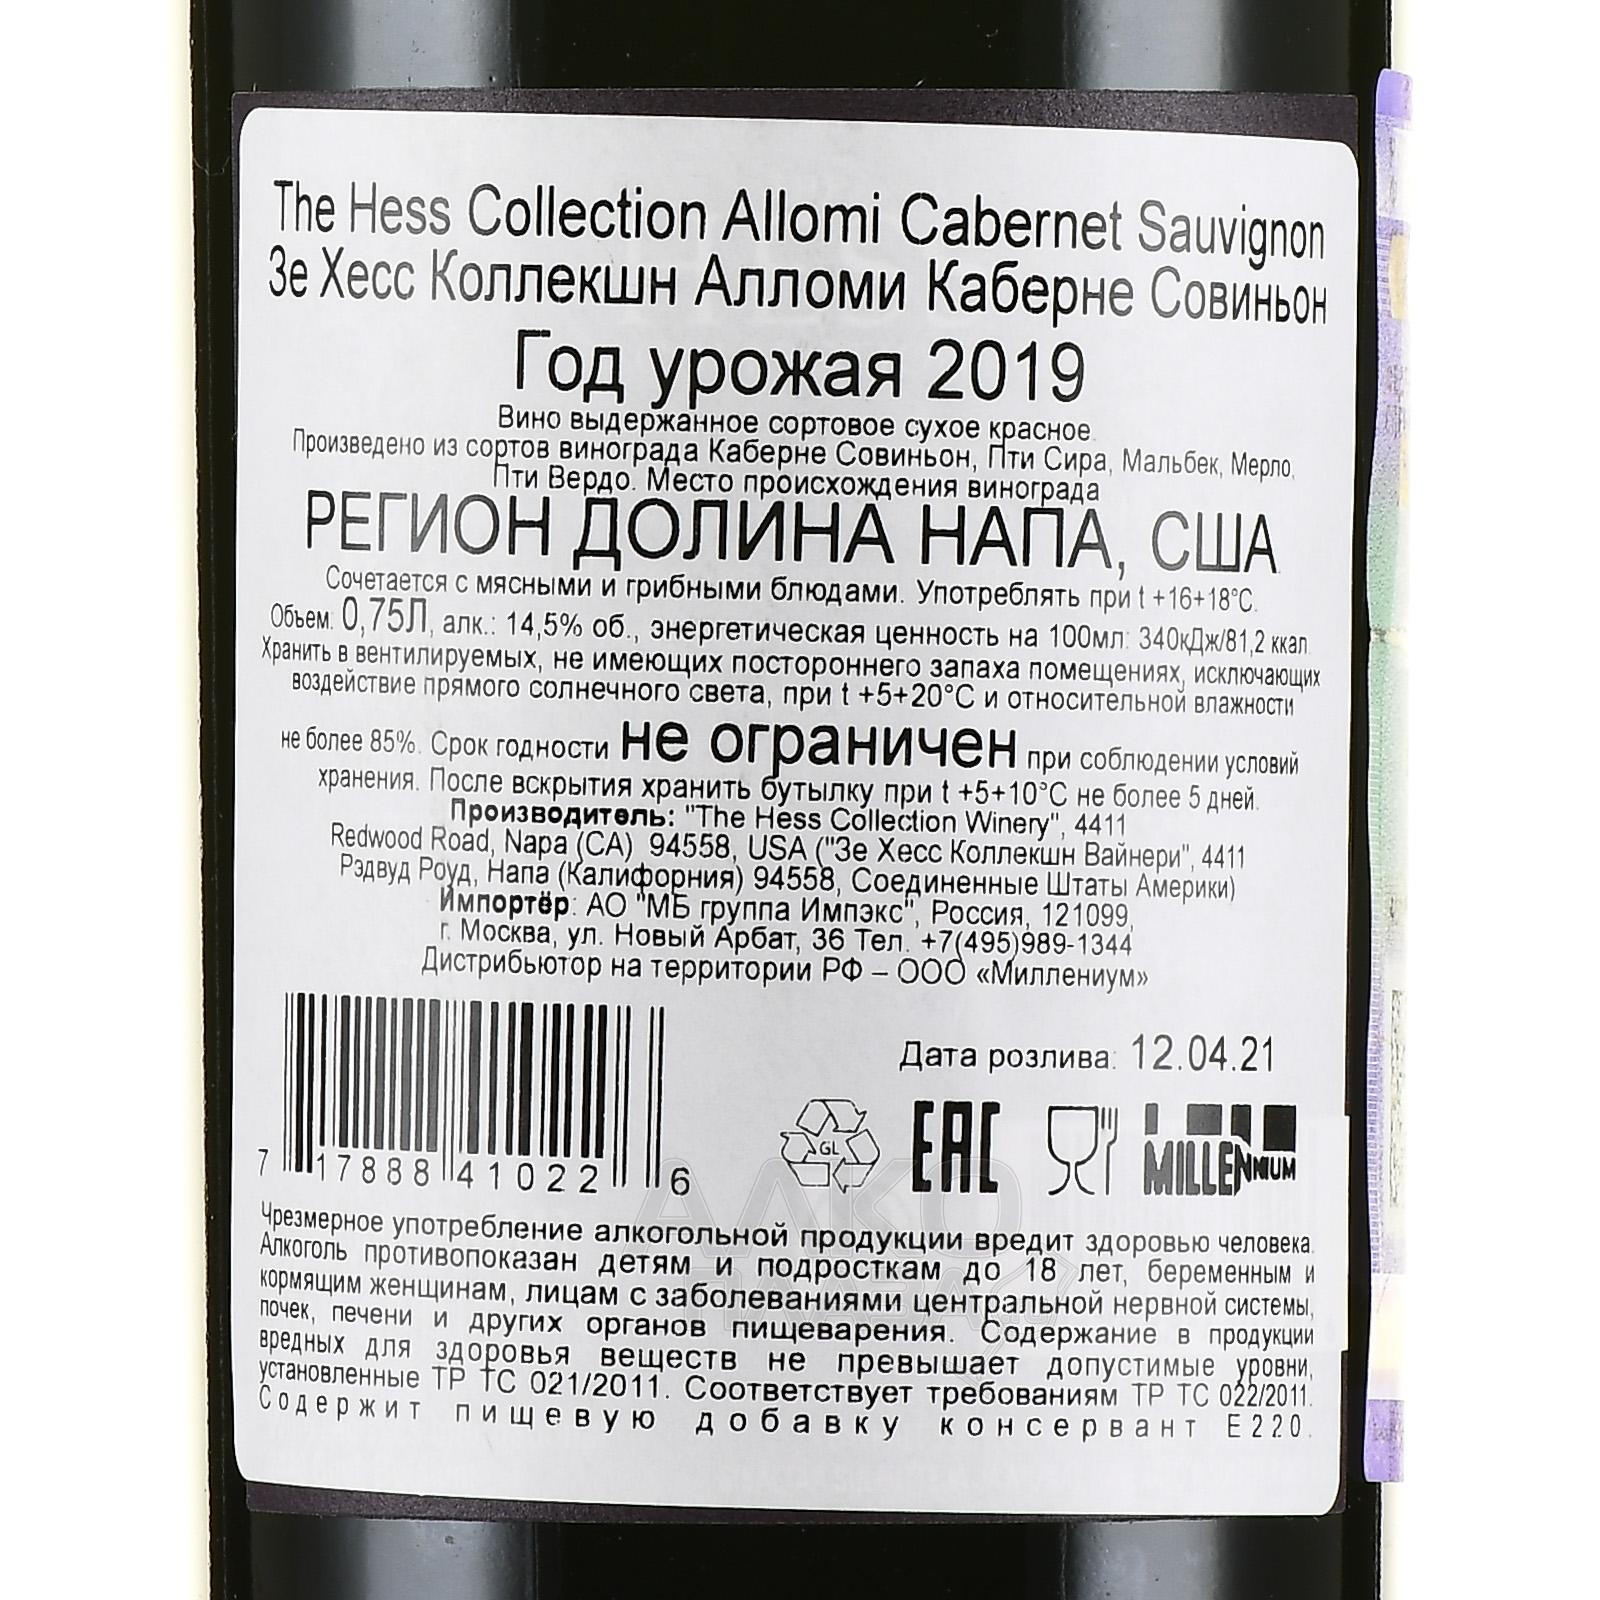 The Hess Collection Allomi Cabernet Sauvignon
Зе Хесс Коллекшн Алломи Каберне Совиньон
Год урожая 2019
Вино выдержанное сортовое сухое красное.
Произведено из сортов винограда Каберне Совиньон, Пти Сира, Мальбек, Мерло,
Пти Вердо. Место происхождения винограда
РЕГИОН ДОЛИНА НАПА, США.
Сочетается с мясными и грибными блюдами. Употреблять при t +16+18°C.
Объем: 0,75Л, алк.: 14,5% об., энергетическая ценность на 100мл: 340кДж/81,2 ккал.
Хранить в вентилируемых, не имеющих постороннего запаха помещениях, исключающих
воздействие прямого солнечного света, при t +5+20°C и относительной влажности
не более 85%. Срок годности не ограничен при соблюдении условий
хранения. После вскрытия хранить бутылку при t +5+10°C не более 5 дней.
Производитель: "The Hess Collection Winery", 4411
Redwood Road, Napa (CA) 94558, USA ("Зе Хесс Коллекшн Вайнери", 4411
Рэдвуд Роуд, Напа (Калифорния) 94558, Соединенные Штаты Америки)
Импортёр: АО "МБ группа Импэкс", Россия, 121099,
г. Москва, ул. Новый Арбат, 36 Тел. +7(495)989-1344
Дистрибьютор на территории РФ – ООО «Миллениум»
Дата розлива: 12.04.21
7 17888 41022 6
GL
EAC
MILLENNIUM
АЛКО
НАВСА.ru
Чрезмерное употребление алкогольной продукции вредит здоровью человека.
Алкоголь противопоказан детям и подросткам до 18 лет, беременным и
кормящим женщинам, лицам с заболеваниями центральной нервной системы,
почек, печени и других органов пищеварения. Содержание в продукции
вредных для здоровья веществ не превышает допустимые уровни,
установленные ТР ТС 021/2011. Соответствует требованиям ТР ТС 022/2011.
Содержит пищевую добавку консервант Е220.